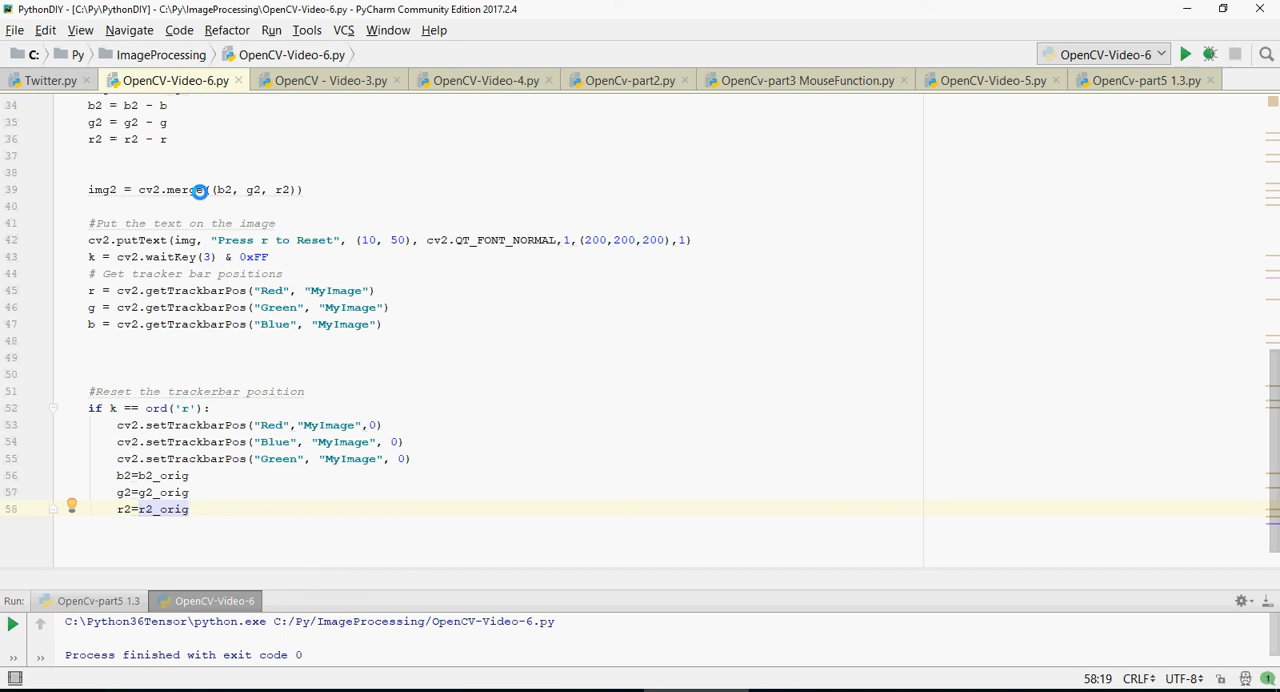 PythonDIY - [C:\Py\PythonDIY] - C:\Py\ImageProcessing\OpenCV-Video-6.py - PyCharm Community Edition 2017.2.4
File Edit View Navigate Code Refactor Run Tools VCS Window Help
C: Py ImageProcessing OpenCV-Video-6.py OpenCV-Video-6
Twitter.py OpenCV-Video-6.py OpenCV - Video-3.py OpenCV-Video-4.py OpenCv-part2.py OpenCv-part3 MouseFunction.py OpenCV-Video-5.py OpenCv-part5 1.3.py
34 b2 = b2 - b
35 g2 = g2 - g
36 r2 = r2 - r
37
38
39 img2 = cv2.merge((b2, g2, r2))
40
41 #Put the text on the image
42 cv2.putText(img, "Press r to Reset", (10, 50), cv2.QT_FONT_NORMAL,1,(200,200,200),1)
43 k = cv2.waitKey(3) & 0xFF
44 # Get tracker bar positions
45 r = cv2.getTrackbarPos("Red", "MyImage")
46 g = cv2.getTrackbarPos("Green", "MyImage")
47 b = cv2.getTrackbarPos("Blue", "MyImage")
48
49
50
51 #Reset the trackerbar position
52 if k == ord('r'):
53 cv2.setTrackbarPos("Red","MyImage",0)
54 cv2.setTrackbarPos("Blue", "MyImage", 0)
55 cv2.setTrackbarPos("Green", "MyImage", 0)
56 b2=b2_orig
57 g2=g2_orig
58 r2=r2_orig
Run: OpenCv-part5 1.3 OpenCV-Video-6
C:\Python36Tensor\python.exe C:/Py/ImageProcessing/OpenCV-Video-6.py
Process finished with exit code 0
58:19 CRLF UTF-8 1